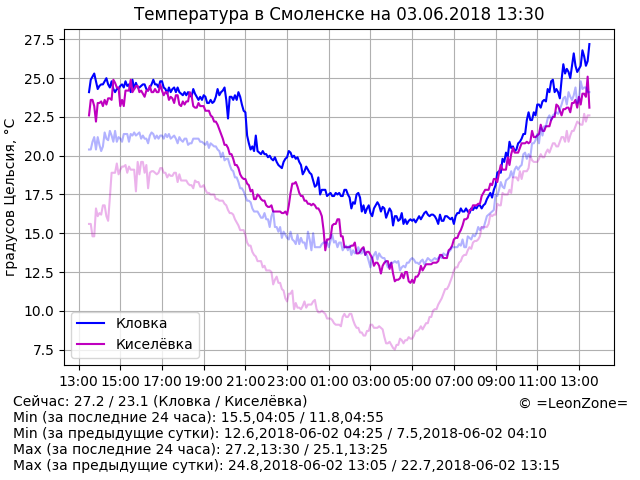 Температура в Смоленске на 03.06.2018 13:30
27.5
25.0
22.5
20.0
17.5
15.0
12.5
10.0
7.5
градусов Цельсия, °C
Кловка
Киселёвка
13:00 15:00 17:00 19:00 21:00 23:00 01:00 03:00 05:00 07:00 09:00 11:00 13:00
Сейчас: 27.2 / 23.1 (Кловка / Киселёвка)
© =LeonZone=
Min (за последние 24 часа): 15.5,04:05 / 11.8,04:55
Min (за предыдущие сутки): 12.6,2018-06-02 04:25 / 7.5,2018-06-02 04:10
Max (за последние 24 часа): 27.2,13:30 / 25.1,13:25
Max (за предыдущие сутки): 24.8,2018-06-02 13:05 / 22.7,2018-06-02 13:15